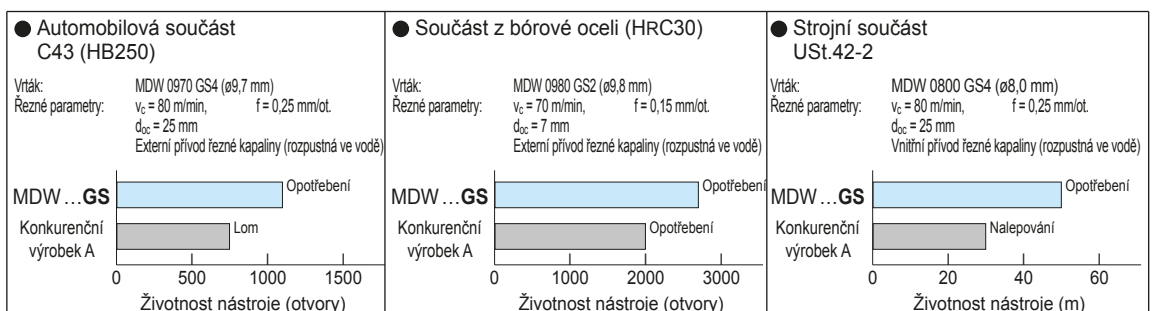 ● Automobilová součást
C43 (HB250)
Vrták: MDW 0970 GS4 (ø9,7 mm)
Řezné parametry: vc = 80 m/min, f = 0,25 mm/ot.
doc = 25 mm
Externí přívod řezné kapaliny (rozpustná ve vodě)
MDW…GS Opotřebení
Konkurenční
výrobek A Lom
0 500 1000 1500
Životnost nástroje (otvory)
● Součást z bórové oceli (HRC30)
Vrták: MDW 0980 GS2 (ø9,8 mm)
Řezné parametry: vc = 70 m/min, f = 0,15 mm/ot.
doc = 7 mm
Externí přívod řezné kapaliny (rozpustná ve vodě)
MDW…GS Opotřebení
Konkurenční
výrobek A Opotřebení
0 1000 2000 3000
Životnost nástroje (otvory)
● Strojní součást
USt.42-2
Vrták: MDW 0800 GS4 (ø8,0 mm)
Řezné parametry: vc = 80 m/min, f = 0,25 mm/ot.
doc = 25 mm
Vnitřní přívod řezné kapaliny (rozpustná ve vodě)
MDW…GS Opotřebení
Konkurenční
výrobek A Nalepování
0 20 40 60
Životnost nástroje (m)